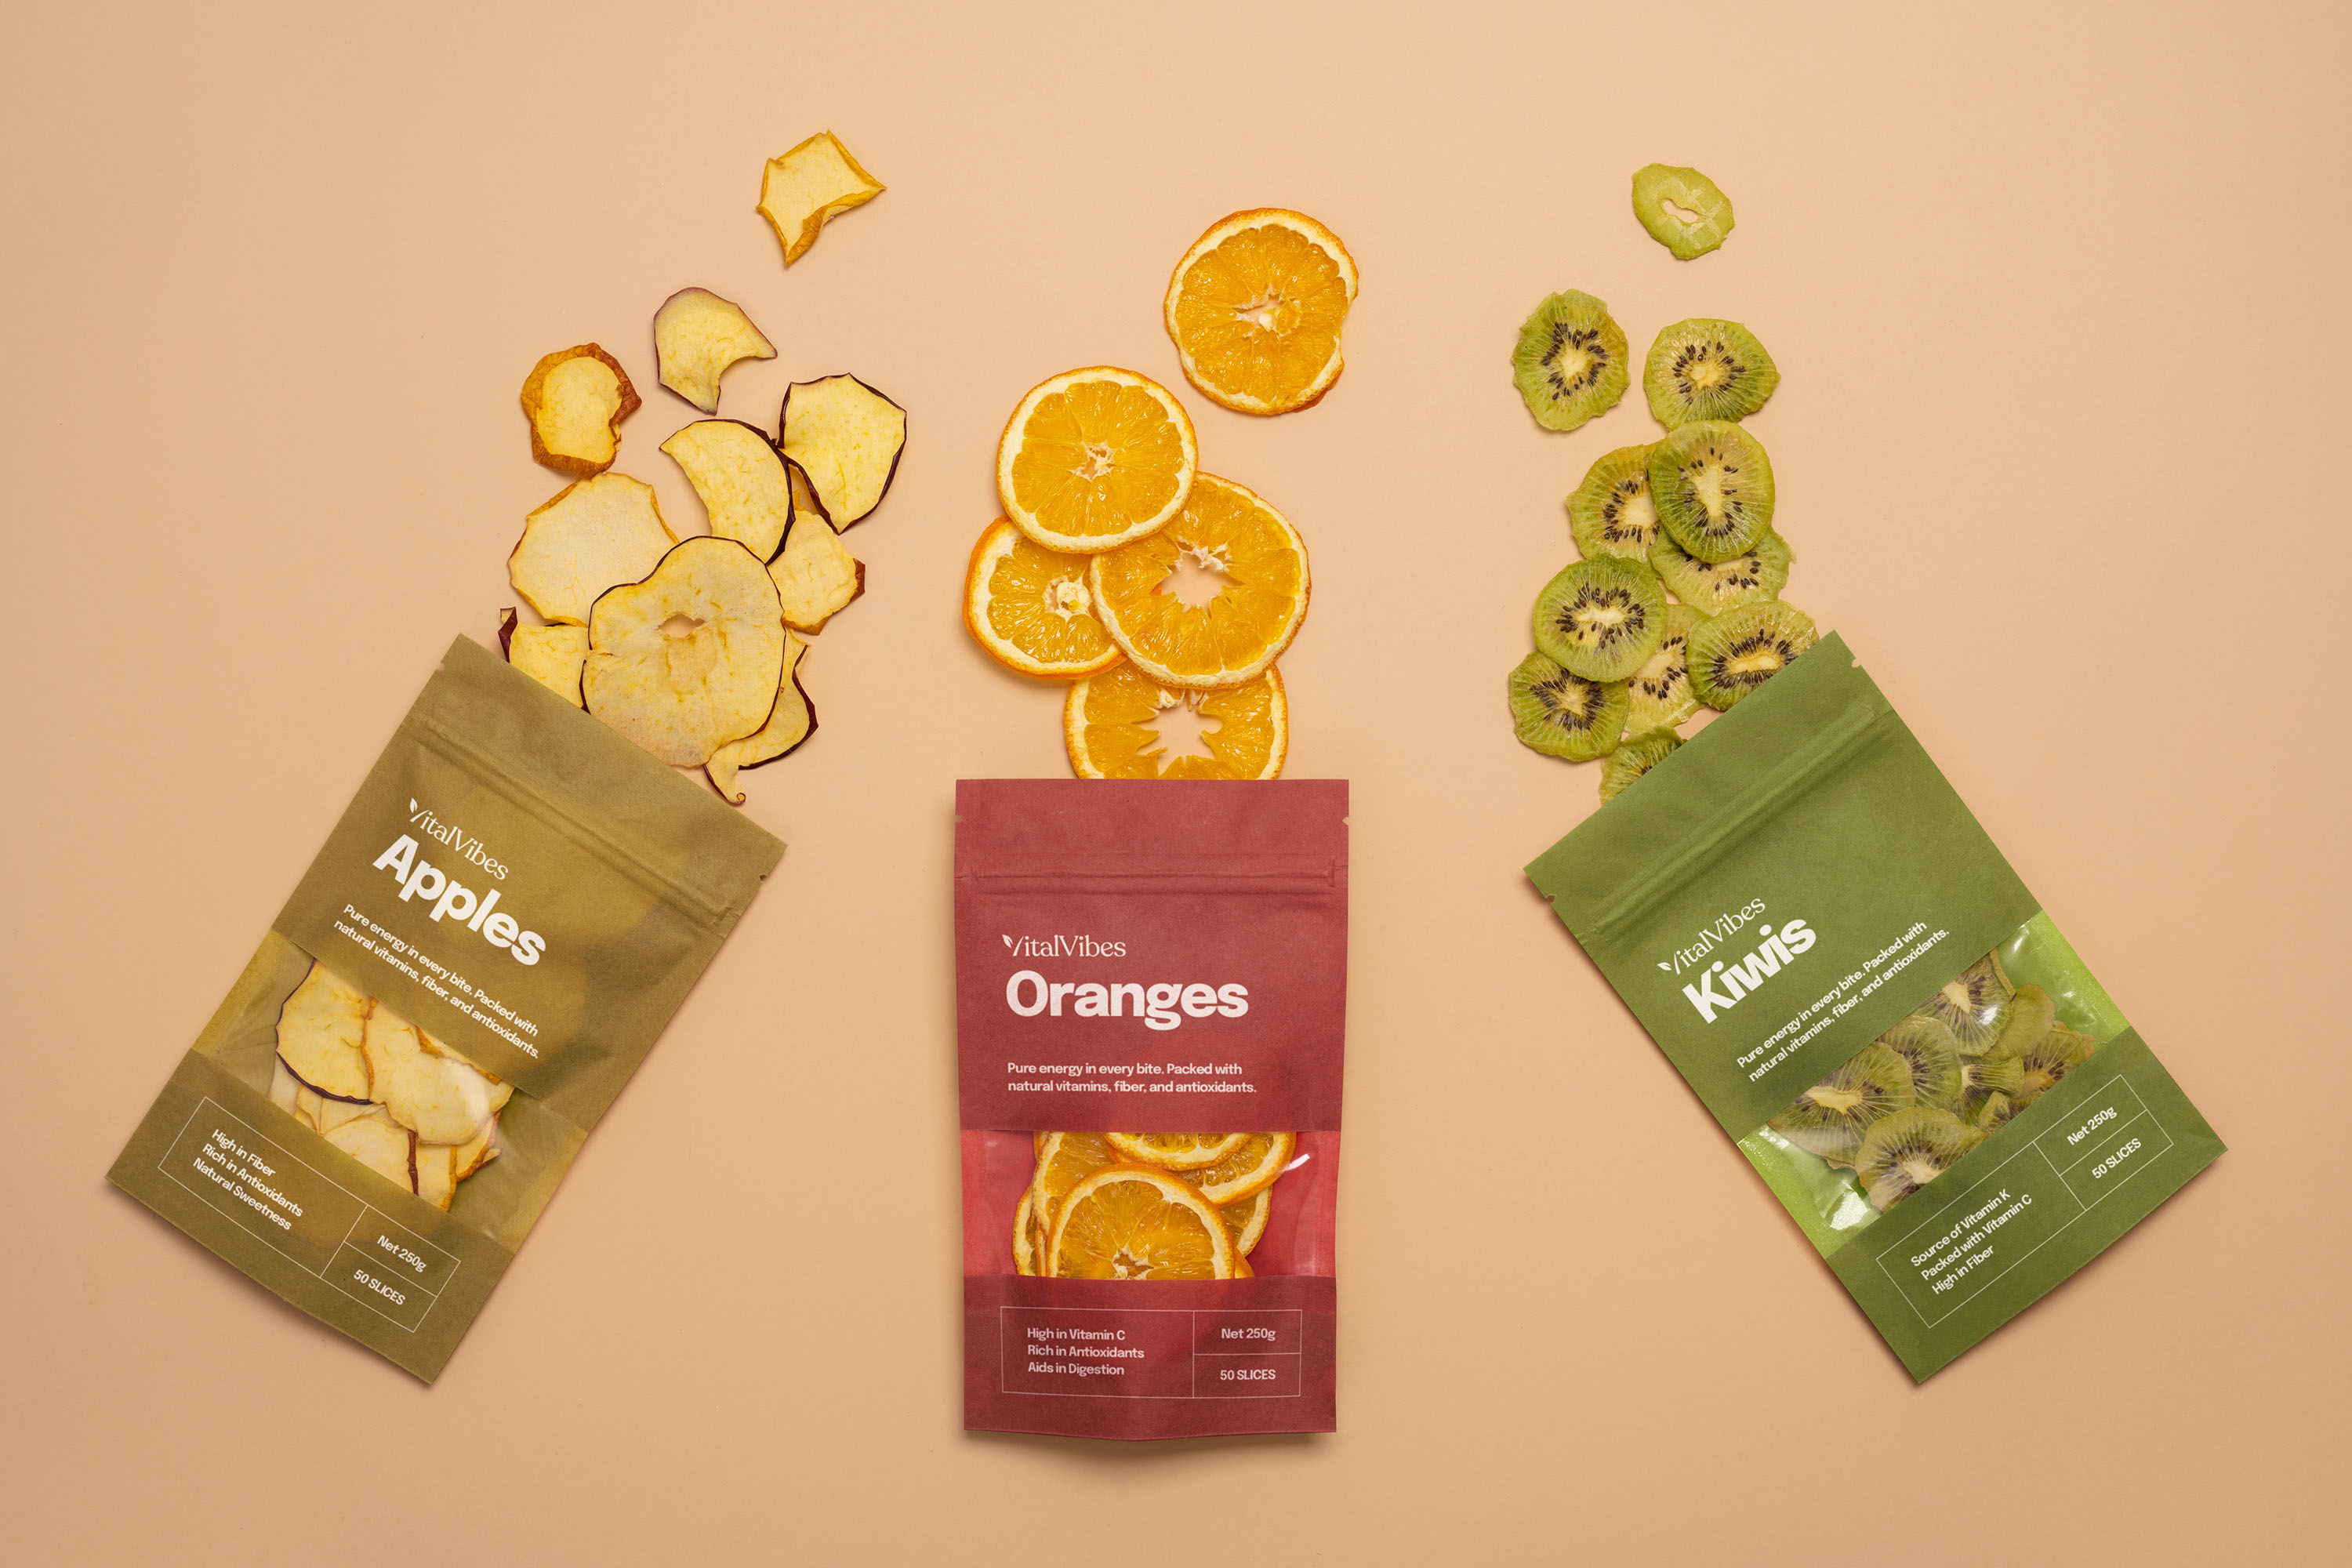 VitalVibes
Apples
Pure energy in every bite. Packed with
natural vitamins, fiber, and antioxidants.
High in Fiber
Rich in Antioxidants
Natural Sweetness
Net 250g
50 SLICES
VitalVibes
Oranges
Pure energy in every bite. Packed with
natural vitamins, fiber, and antioxidants.
High in Vitamin C
Rich in Antioxidants
Aids in Digestion
Net 250g
50 SLICES
VitalVibes
Kiwis
Pure energy in every bite. Packed with
natural vitamins, fiber, and antioxidants.
Source of Vitamin K
Packed with Vitamin C
High in Fiber
Net 250g
50 SLICES